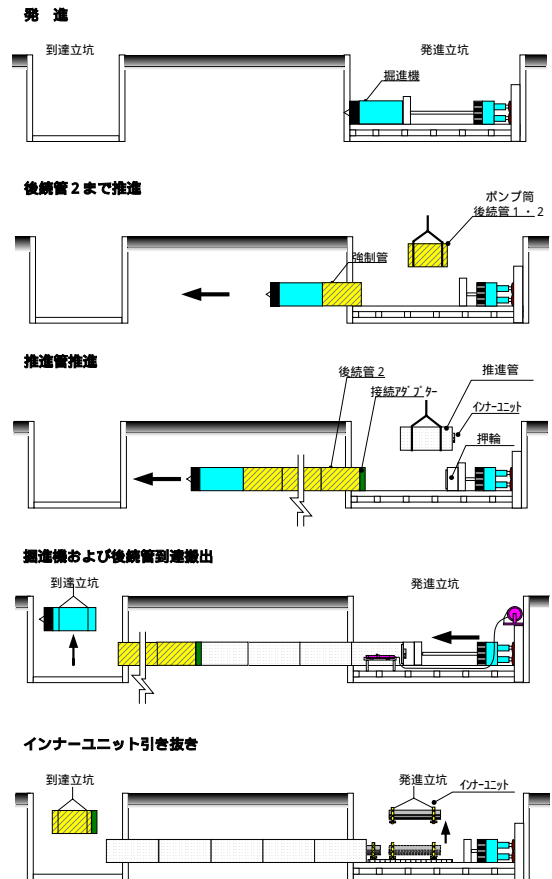 発 進
到達立坑
発進立坑
掘進機
後続管２まで推進
ポンプ筒
後続管１・２
強制管
推進管推進
後続管２
接続ｱﾀﾞﾌﾟﾀｰ
推進管
ｲﾝﾅｰﾕﾆｯﾄ
押輪
掘進機および後続管到達搬出
到達立坑
発進立坑
インナーユニット引き抜き
到達立坑
発進立坑
ｲﾝﾅｰﾕﾆｯﾄ